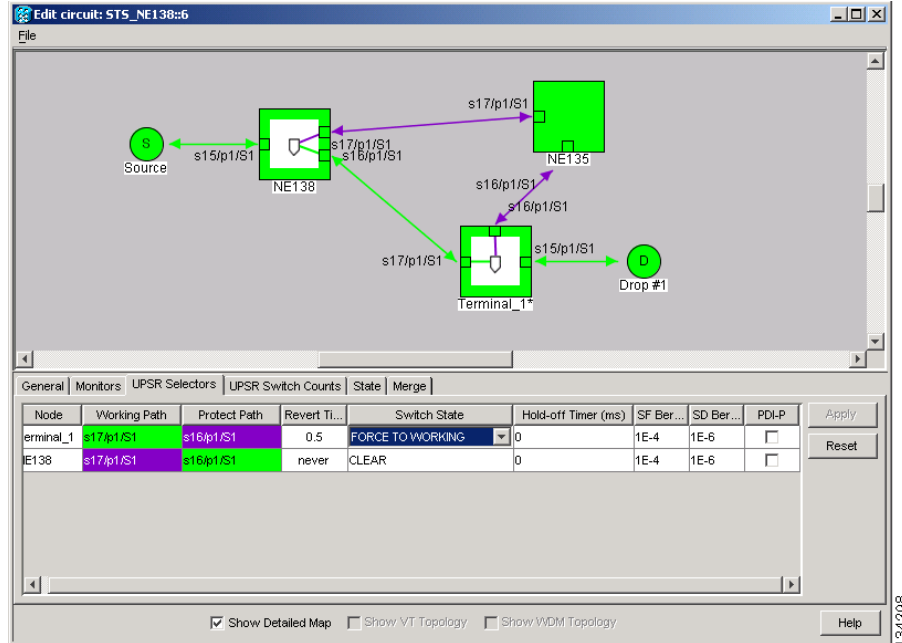 Edit circuit: STS_NE138::6
File
s17/p1/S1
S
s15/p1/S1
s17/p1/S1
s16/p1/S1
Source
NE138
NE135
s16/p1/S1
s16/p1/S1
s17/p1/S1
s15/p1/S1
D
Drop #1
Terminal_1*
General Monitors UPSR Selectors UPSR Switch Counts State Merge
Node Working Path Protect Path Revert Ti... Switch State Hold-off Timer (ms) SF Ber... SD Ber... PDI-P Apply
erminal_1 s17/p1/S1 s16/p1/S1 0.5 FORCE TO WORKING 0 1E-4 1E-6
Reset
IE138 s17/p1/S1 s16/p1/S1 never CLEAR 0 1E-4 1E-6
Show Detailed Map Show VT Topology Show WDM Topology Help